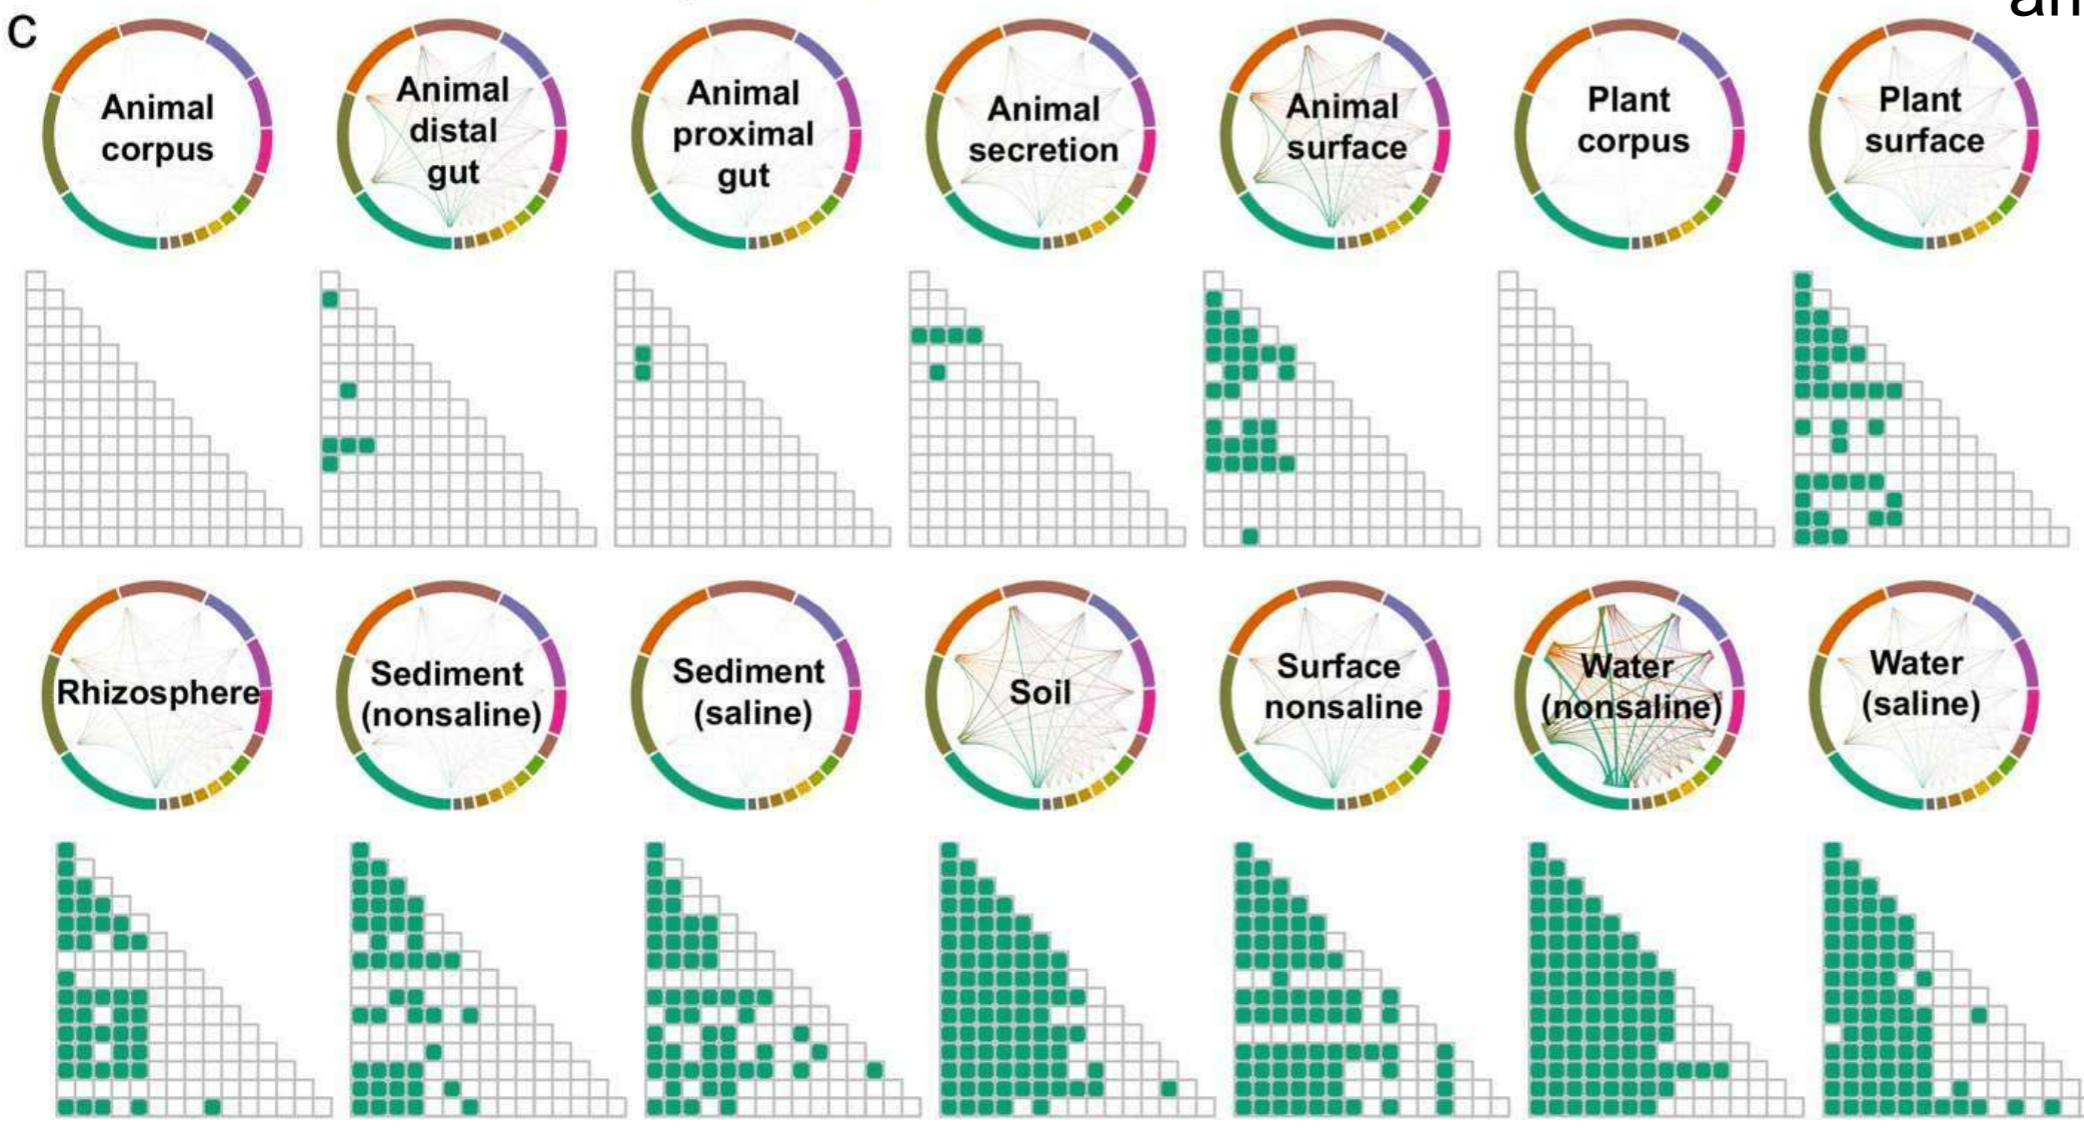 an
c
Animal
corpus
Animal
distal
gut
Animal
proximal
gut
Animal
secretion
Animal
surface
Plant
corpus
Plant
surface
Rhizosphere
Sediment
(nonsaline)
Sediment
(saline)
Soil
Surface
nonsaline
Water
(nonsaline)
Water
(saline)